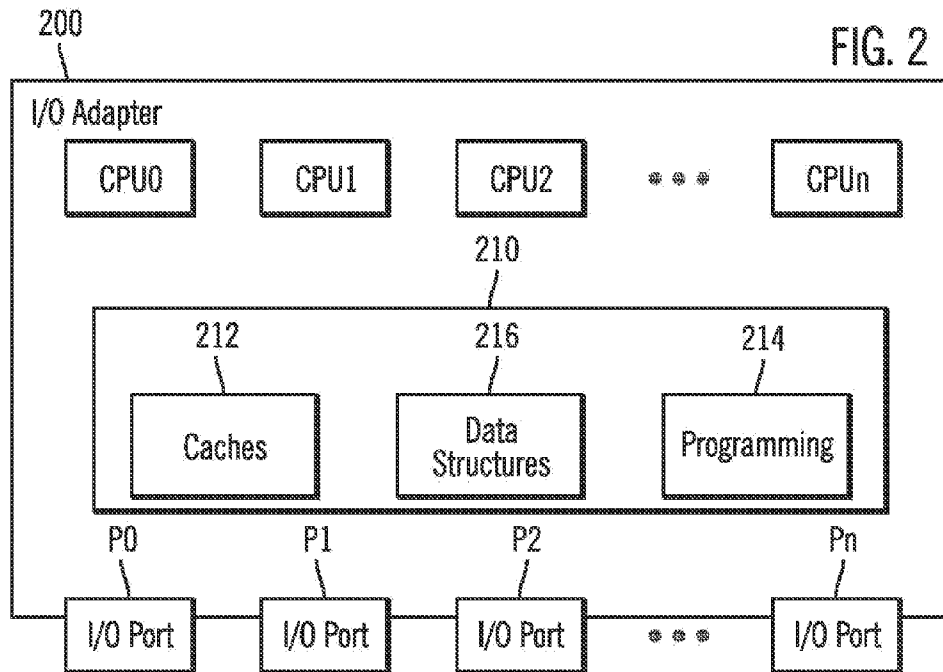 200
FIG. 2
I/O Adapter
CPU0 CPU1 CPU2 ••• CPUn
210
212 216 214
Caches
Data
Structures
Programming
P0 P1 P2 Pn
I/O Port I/O Port I/O Port ••• I/O Port